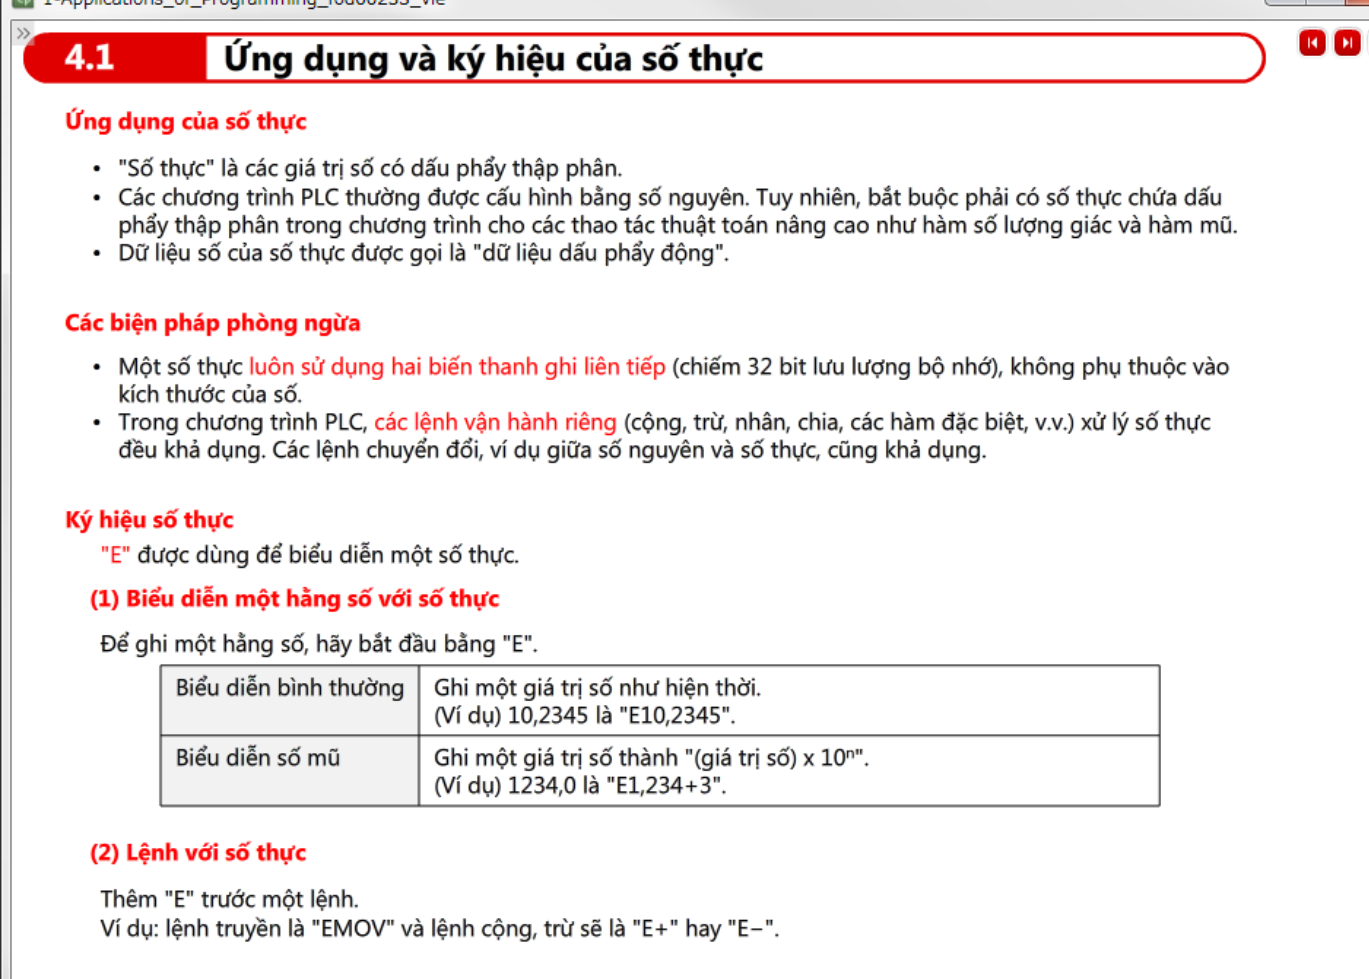 4.1
Ứng dụng và ký hiệu của số thực
Ứng dụng của số thực
• "Số thực" là các giá trị số có dấu phẩy thập phân.
• Các chương trình PLC thường được cấu hình bằng số nguyên. Tuy nhiên, bắt buộc phải có số thực chứa dấu
phẩy thập phân trong chương trình cho các thao tác thuật toán nâng cao như hàm số lượng giác và hàm mũ.
• Dữ liệu số của số thực được gọi là "dữ liệu dấu phẩy động".
Các biện pháp phòng ngừa
• Một số thực luôn sử dụng hai biến thanh ghi liên tiếp (chiếm 32 bit lưu lượng bộ nhớ), không phụ thuộc vào
kích thước của số.
• Trong chương trình PLC, các lệnh vận hành riêng (cộng, trừ, nhân, chia, các hàm đặc biệt, v.v.) xử lý số thực
đều khả dụng. Các lệnh chuyển đổi, ví dụ giữa số nguyên và số thực, cũng khả dụng.
Ký hiệu số thực
"E" được dùng để biểu diễn một số thực.
(1) Biểu diễn một hằng số với số thực
Để ghi một hằng số, hãy bắt đầu bằng "E".
Biểu diễn bình thường
Ghi một giá trị số như hiện thời.
(Ví dụ) 10,2345 là "E10,2345".
Biểu diễn số mũ
Ghi một giá trị số thành "(giá trị số) x 10ⁿ".
(Ví dụ) 1234,0 là "E1,234+3".
(2) Lệnh với số thực
Thêm "E" trước một lệnh.
Ví dụ: lệnh truyền là "EMOV" và lệnh cộng, trừ sẽ là "E+" hay "E−".